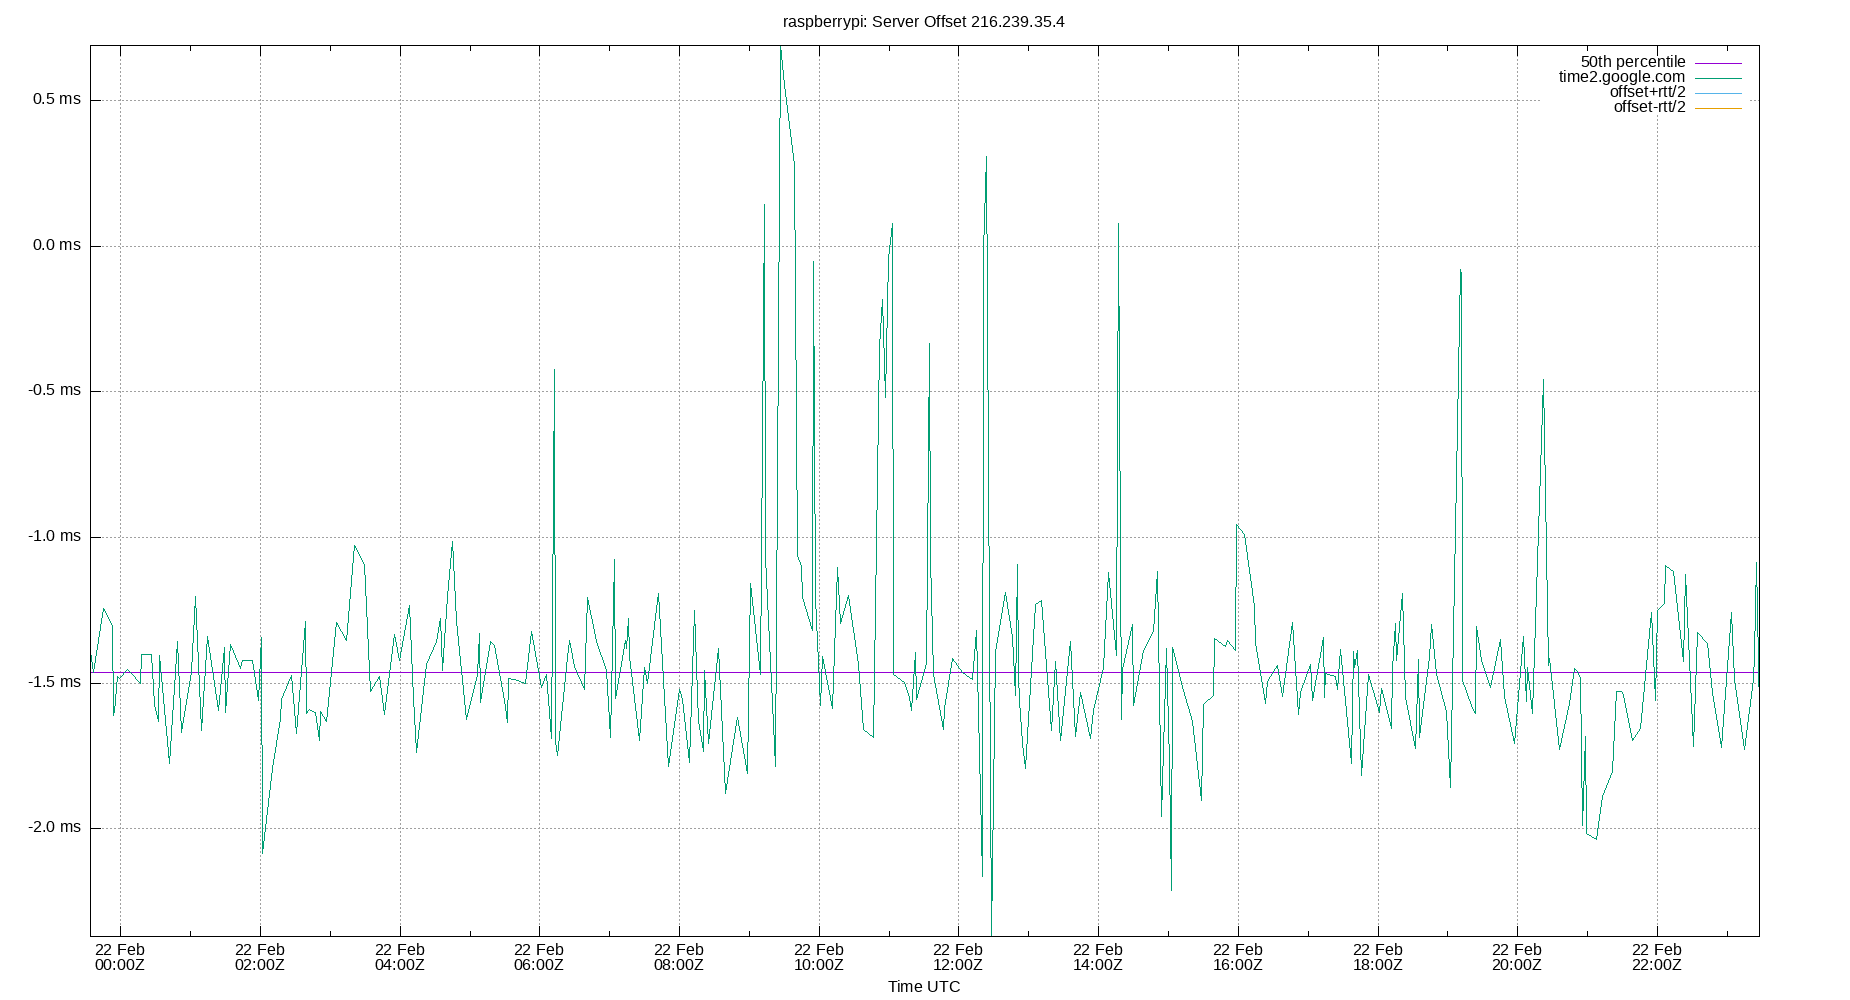 raspberrypi: Server Offset 216.239.35.4
50th percentile
time2.google.com
offset+rtt/2
offset-rtt/2
0.5 ms
0.0 ms
-0.5 ms
-1.0 ms
-1.5 ms
-2.0 ms
22 Feb 22 Feb 22 Feb 22 Feb 22 Feb 22 Feb 22 Feb 22 Feb 22 Feb 22 Feb 22 Feb 22 Feb
00:00Z 02:00Z 04:00Z 06:00Z 08:00Z 10:00Z 12:00Z 14:00Z 16:00Z 18:00Z 20:00Z 22:00Z
Time UTC